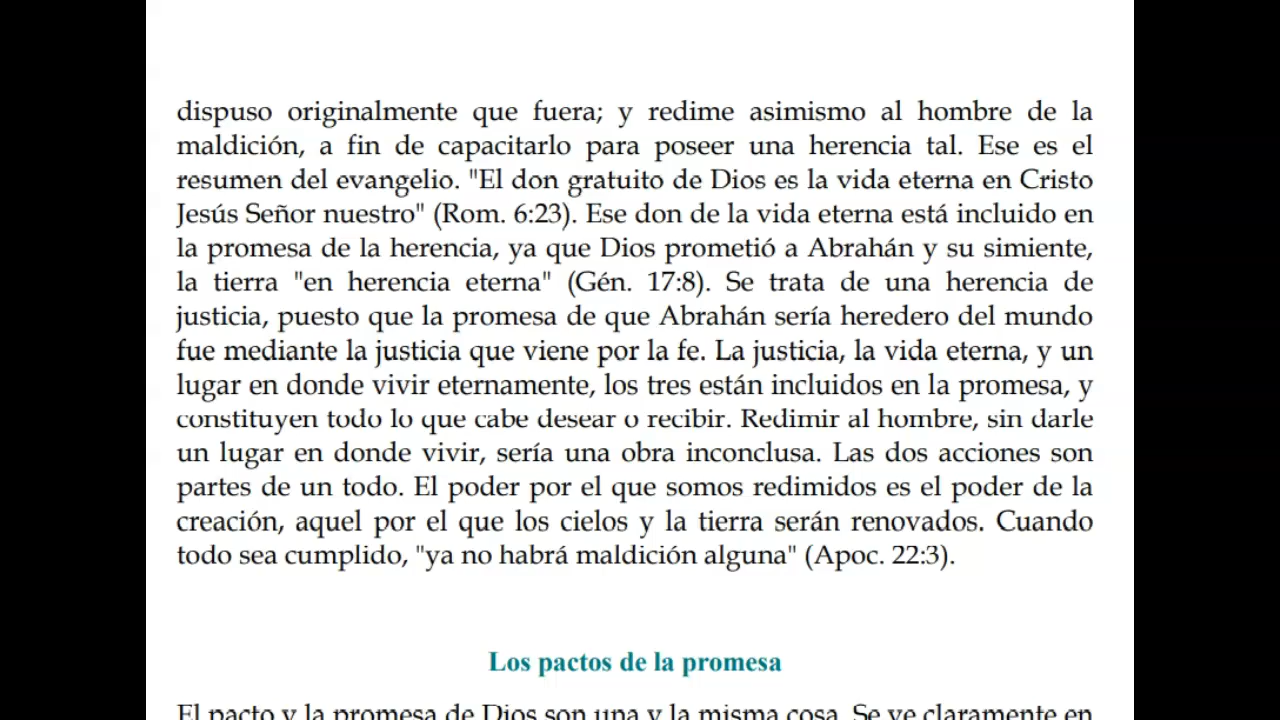 dispuso originalmente que fuera; y redime asimismo al hombre de la
maldición, a fin de capacitarlo para poseer una herencia tal. Ese es el
resumen del evangelio. "El don gratuito de Dios es la vida eterna en Cristo
Jesús Señor nuestro" (Rom. 6:23). Ese don de la vida eterna está incluido en
la promesa de la herencia, ya que Dios prometió a Abrahán y su simiente,
la tierra "en herencia eterna" (Gén. 17:8). Se trata de una herencia de
justicia, puesto que la promesa de que Abrahán sería heredero del mundo
fue mediante la justicia que viene por la fe. La justicia, la vida eterna, y un
lugar en donde vivir eternamente, los tres están incluidos en la promesa, y
constituyen todo lo que cabe desear o recibir. Redimir al hombre, sin darle
un lugar en donde vivir, sería una obra inconclusa. Las dos acciones son
partes de un todo. El poder por el que somos redimidos es el poder de la
creación, aquel por el que los cielos y la tierra serán renovados. Cuando
todo sea cumplido, "ya no habrá maldición alguna" (Apoc. 22:3).
Los pactos de la promesa
El pacto y la promesa de Dios son una y la misma cosa. Se ve claramente en